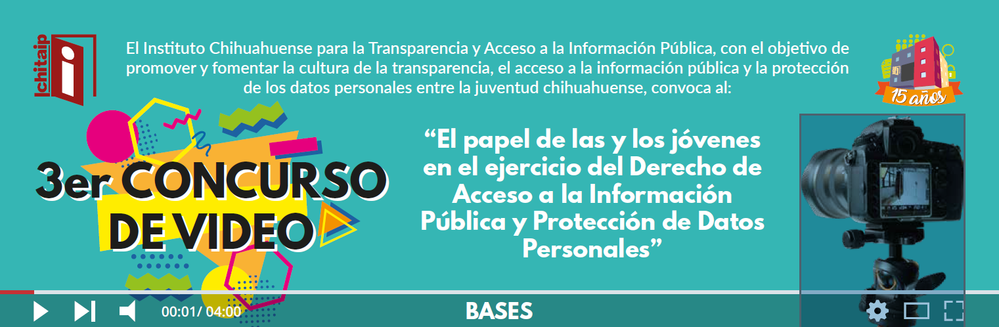 Ichitaip
El Instituto Chihuahuense para la Transparencia y Acceso a la Información Pública, con el objetivo de
promover y fomentar la cultura de la transparencia, el acceso a la información pública y la protección
de los datos personales entre la juventud chihuahuense, convoca al:
15 años
3er CONCURSO
DE VIDEO
“El papel de las y los jóvenes
en el ejercicio del Derecho de
Acceso a la Información
Pública y Protección de Datos
Personales”
00:01/ 04:00
BASES